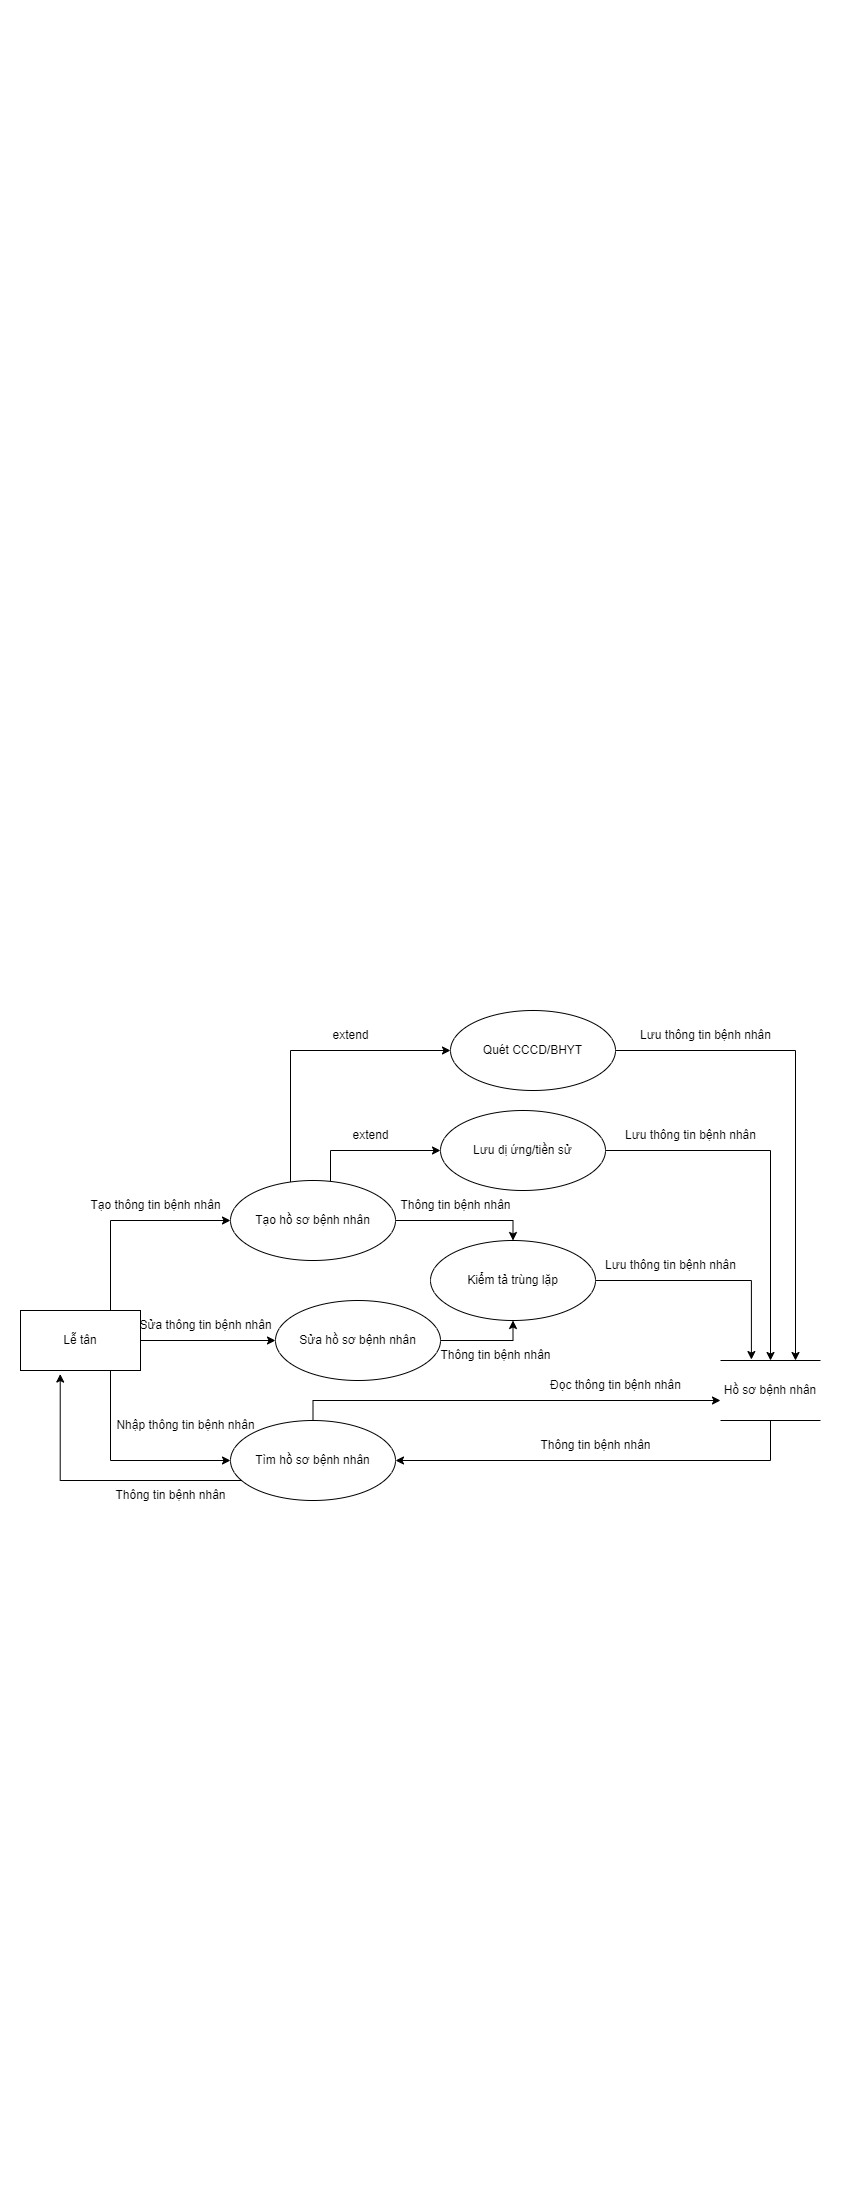 extend
Quét CCCD/BHYT
Lưu thông tin bệnh nhân
extend
Lưu dị ứng/tiền sử
Lưu thông tin bệnh nhân
Tạo thông tin bệnh nhân
Tạo hồ sơ bệnh nhân
Thông tin bệnh nhân
Kiểm tả trùng lặp
Lưu thông tin bệnh nhân
Lễ tân
Sửa thông tin bệnh nhân
Sửa hồ sơ bệnh nhân
Thông tin bệnh nhân
Đọc thông tin bệnh nhân
Hồ sơ bệnh nhân
Nhập thông tin bệnh nhân
Tìm hồ sơ bệnh nhân
Thông tin bệnh nhân
Thông tin bệnh nhân